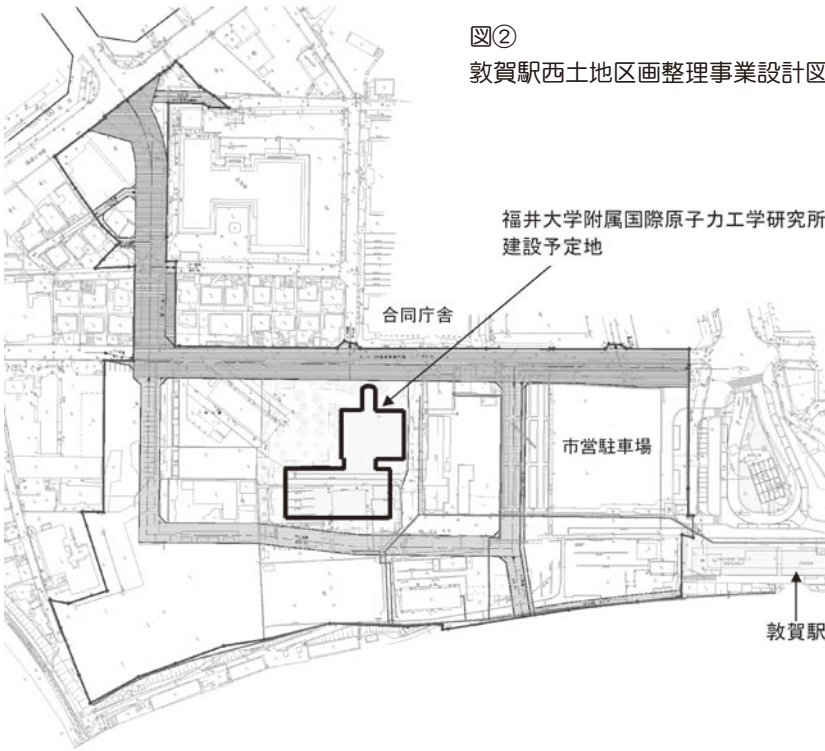 図②
敦賀駅西土地区画整理事業設計図
福井大学附属国際原子力工学研究所
建設予定地
合同庁舎
市営駐車場
敦賀駅